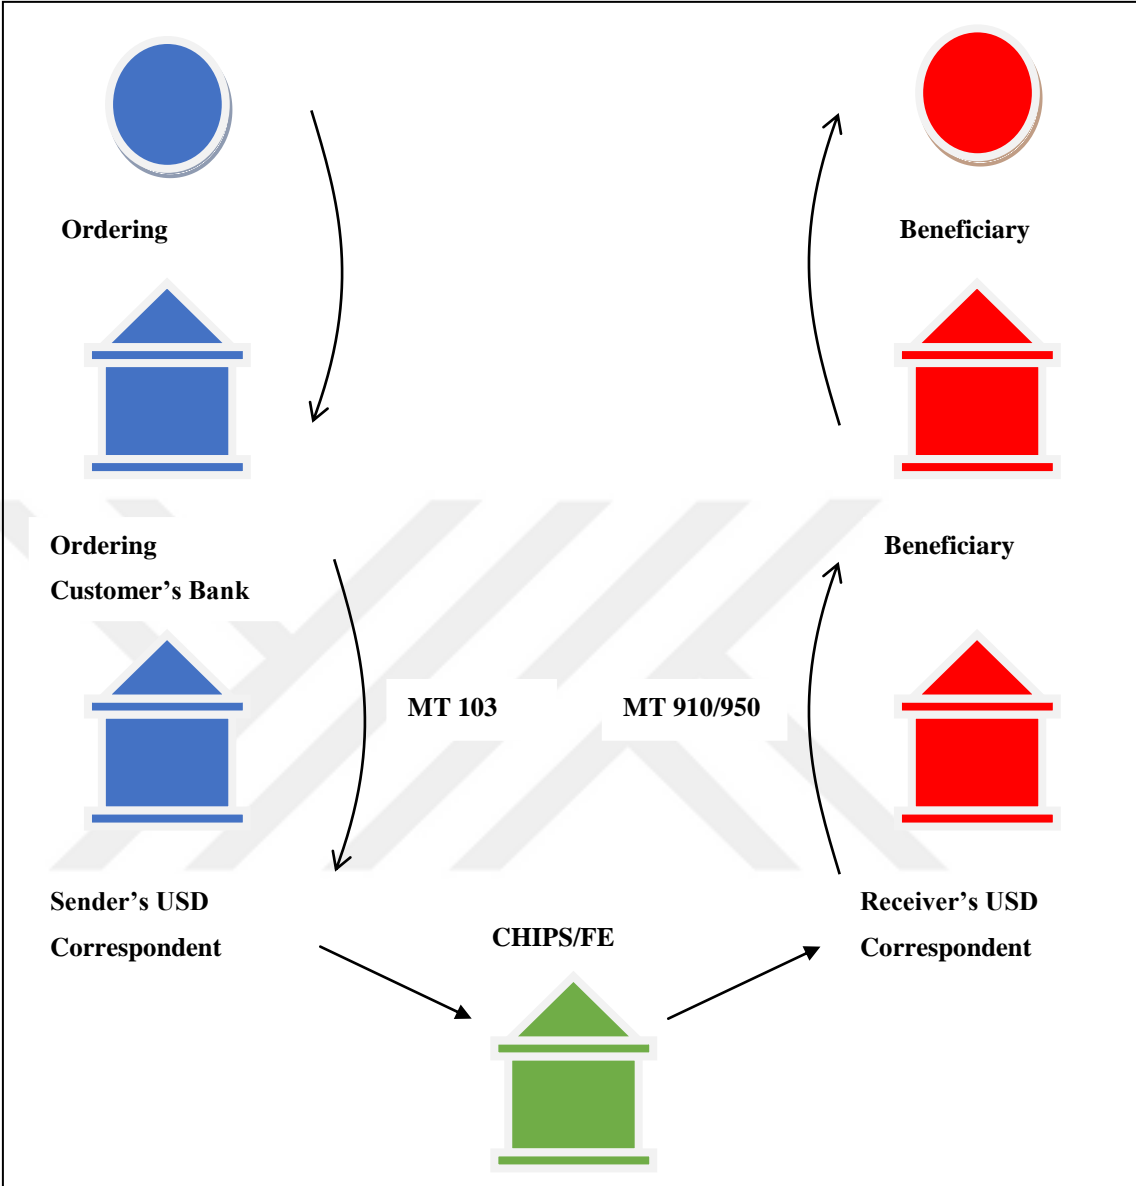 Ordering
Beneficiary
Ordering
Customer’s Bank
Beneficiary
MT 103
MT 910/950
Sender’s USD
Correspondent
CHIPS/FE
Receiver’s USD
Correspondent